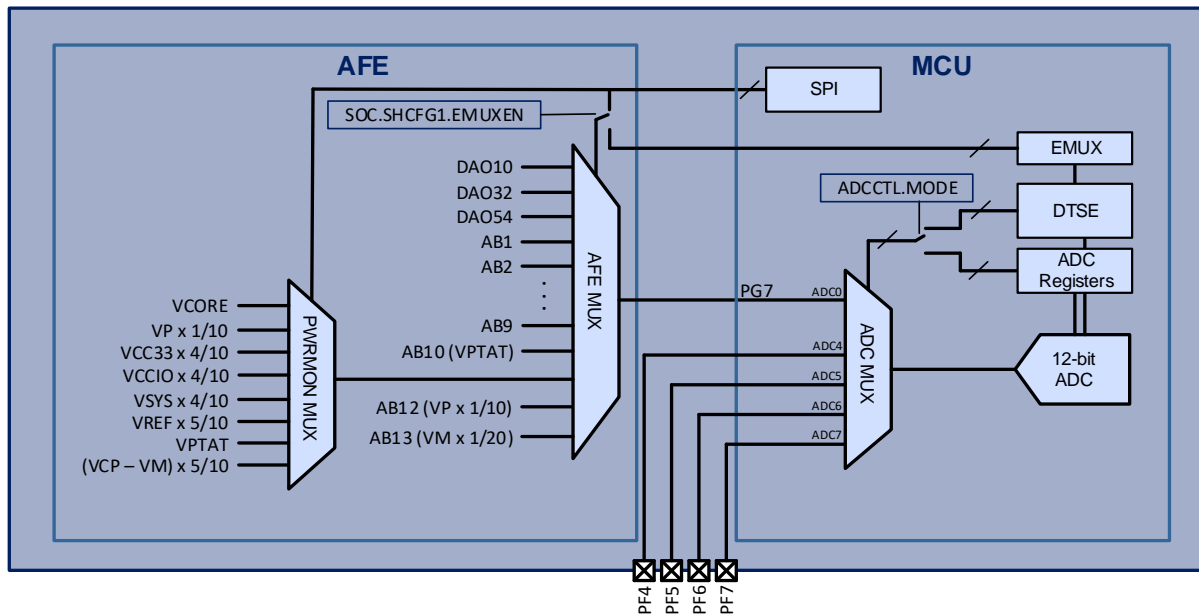 AFE
MCU
SPI
SOC.SHCFG1.EMUXEN
EMUX
DAO10
DAO32
DAO54
AB1
AB2
AB9
AB10 (VPTAT)
AB12 (VP x 1/10)
AB13 (VM x 1/20)
AFE MUX
ADCCTL.MODE
DTSE
ADC
Registers
VCORE
VP x 1/10
VCC33 x 4/10
VCCIO x 4/10
VSYS x 4/10
VREF x 5/10
VPTAT
(VCP – VM) x 5/10
PWRMON MUX
PG7
ADC0
ADC4
ADC5
ADC6
ADC7
ADC MUX
12-bit
ADC
PF4
PF5
PF6
PF7